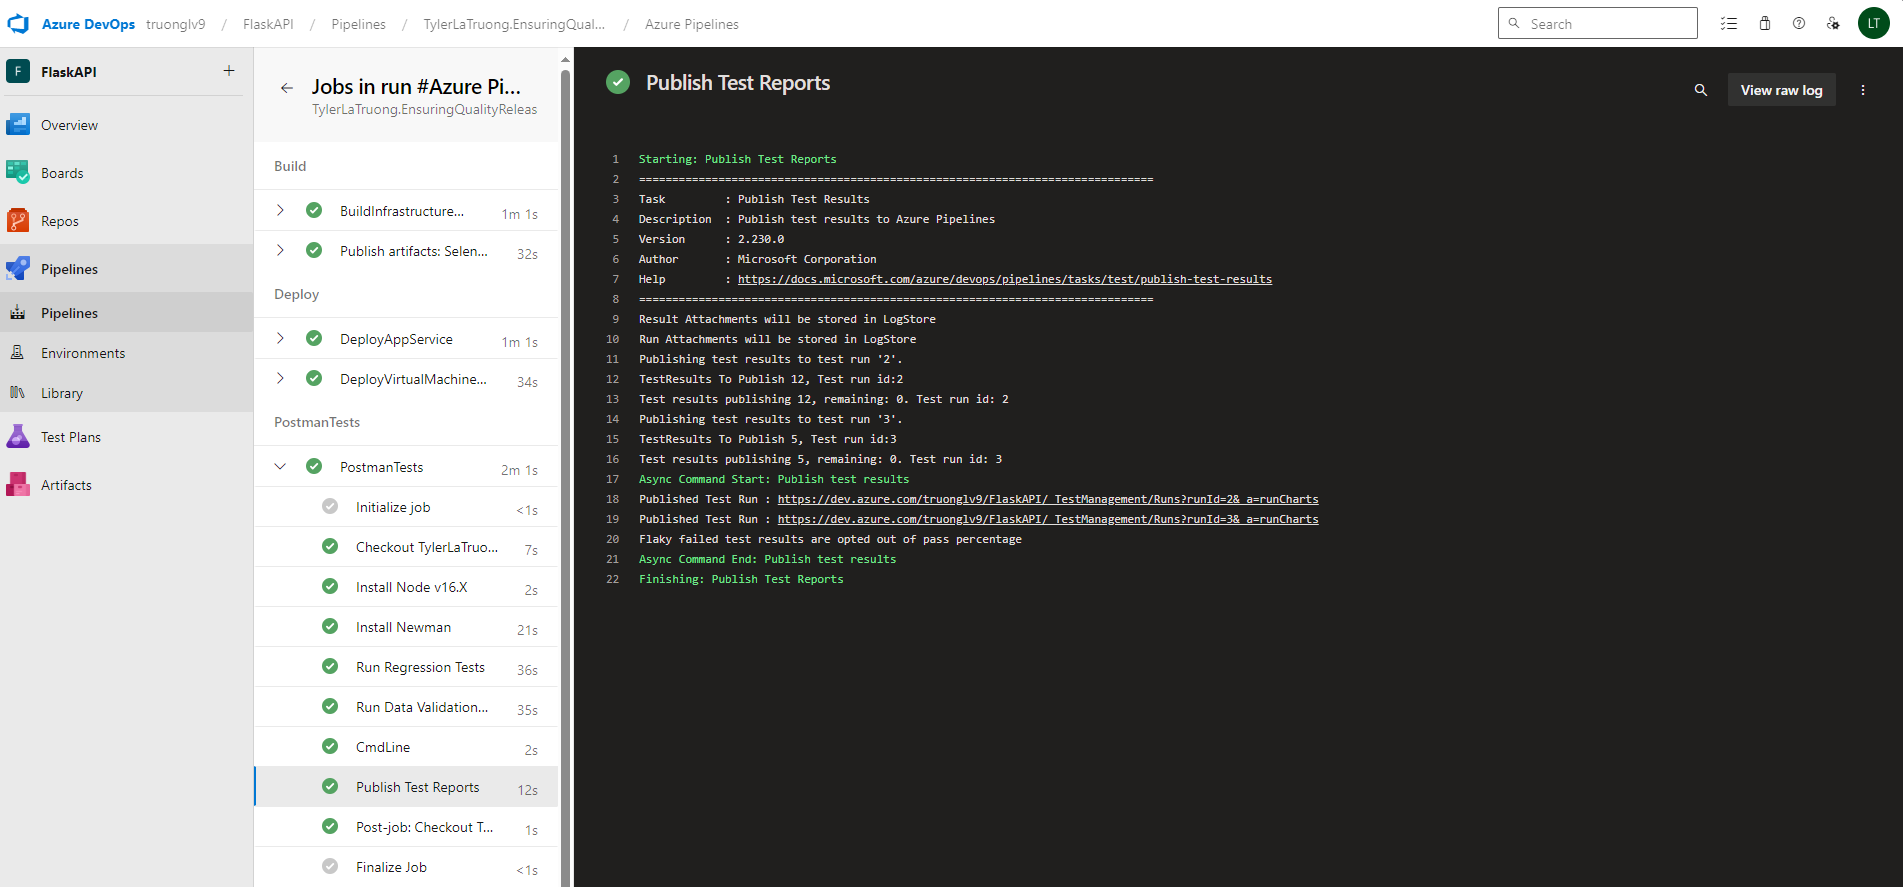 Azure DevOps truonglv9 / FlaskAPI / Pipelines / TylerLaTruong.EnsuringQual... / Azure Pipelines
Search
LT
F FlaskAPI +
Overview
Boards
Repos
Pipelines
Pipelines
Environments
Library
Test Plans
Artifacts
Jobs in run #Azure Pi...
TylerLaTruong.EnsuringQualityReleas
Build
BuildInfrastructure... 1m 1s
Publish artifacts: Selen... 32s
Deploy
DeployAppService 1m 1s
DeployVirtualMachine... 34s
PostmanTests
PostmanTests 2m 1s
Initialize job <1s
Checkout TylerLaTruo... 7s
Install Node v16.X 2s
Install Newman 21s
Run Regression Tests 36s
Run Data Validation... 35s
CmdLine 2s
Publish Test Reports 12s
Post-job: Checkout T... 1s
Finalize Job <1s
Publish Test Reports
View raw log
1 Starting: Publish Test Reports
2 ==============================================================================
3 Task : Publish Test Results
4 Description : Publish test results to Azure Pipelines
5 Version : 2.230.0
6 Author : Microsoft Corporation
7 Help : https://docs.microsoft.com/azure/devops/pipelines/tasks/test/publish-test-results
8 ==============================================================================
9 Result Attachments will be stored in LogStore
10 Run Attachments will be stored in LogStore
11 Publishing test results to test run '2'.
12 TestResults To Publish 12, Test run id:2
13 Test results publishing 12, remaining: 0. Test run id: 2
14 Publishing test results to test run '3'.
15 TestResults To Publish 5, Test run id:3
16 Test results publishing 5, remaining: 0. Test run id: 3
17 Async Command Start: Publish test results
18 Published Test Run : https://dev.azure.com/truonglv9/FlaskAPI/_TestManagement/Runs?runId=2&_a=runCharts
19 Published Test Run : https://dev.azure.com/truonglv9/FlaskAPI/_TestManagement/Runs?runId=3&_a=runCharts
20 Flaky failed test results are opted out of pass percentage
21 Async Command End: Publish test results
22 Finishing: Publish Test Reports